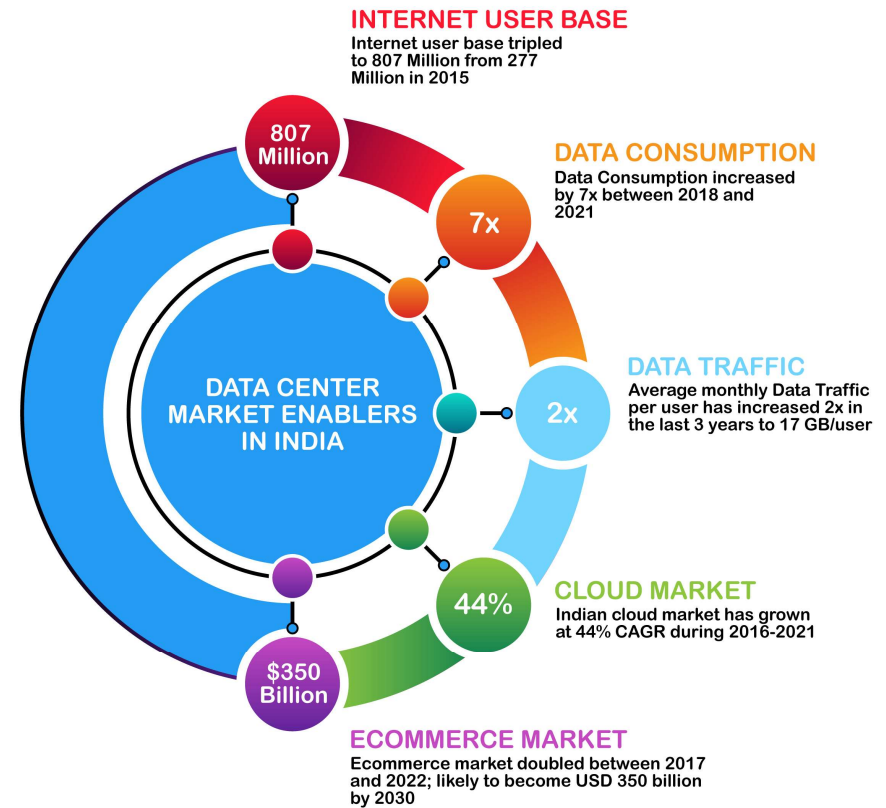 INTERNET USER BASE
Internet user base tripled
to 807 Million from 277
Million in 2015
807
Million
DATA CONSUMPTION
Data Consumption increased
by 7x between 2018 and
2021
7x
DATA TRAFFIC
Average monthly Data Traffic
per user has increased 2x in
the last 3 years to 17 GB/user
2x
DATA CENTER
MARKET ENABLERS
IN INDIA
CLOUD MARKET
Indian cloud market has grown
at 44% CAGR during 2016-2021
44%
$350
Billion
ECOMMERCE MARKET
Ecommerce market doubled between 2017
and 2022; likely to become USD 350 billion
by 2030